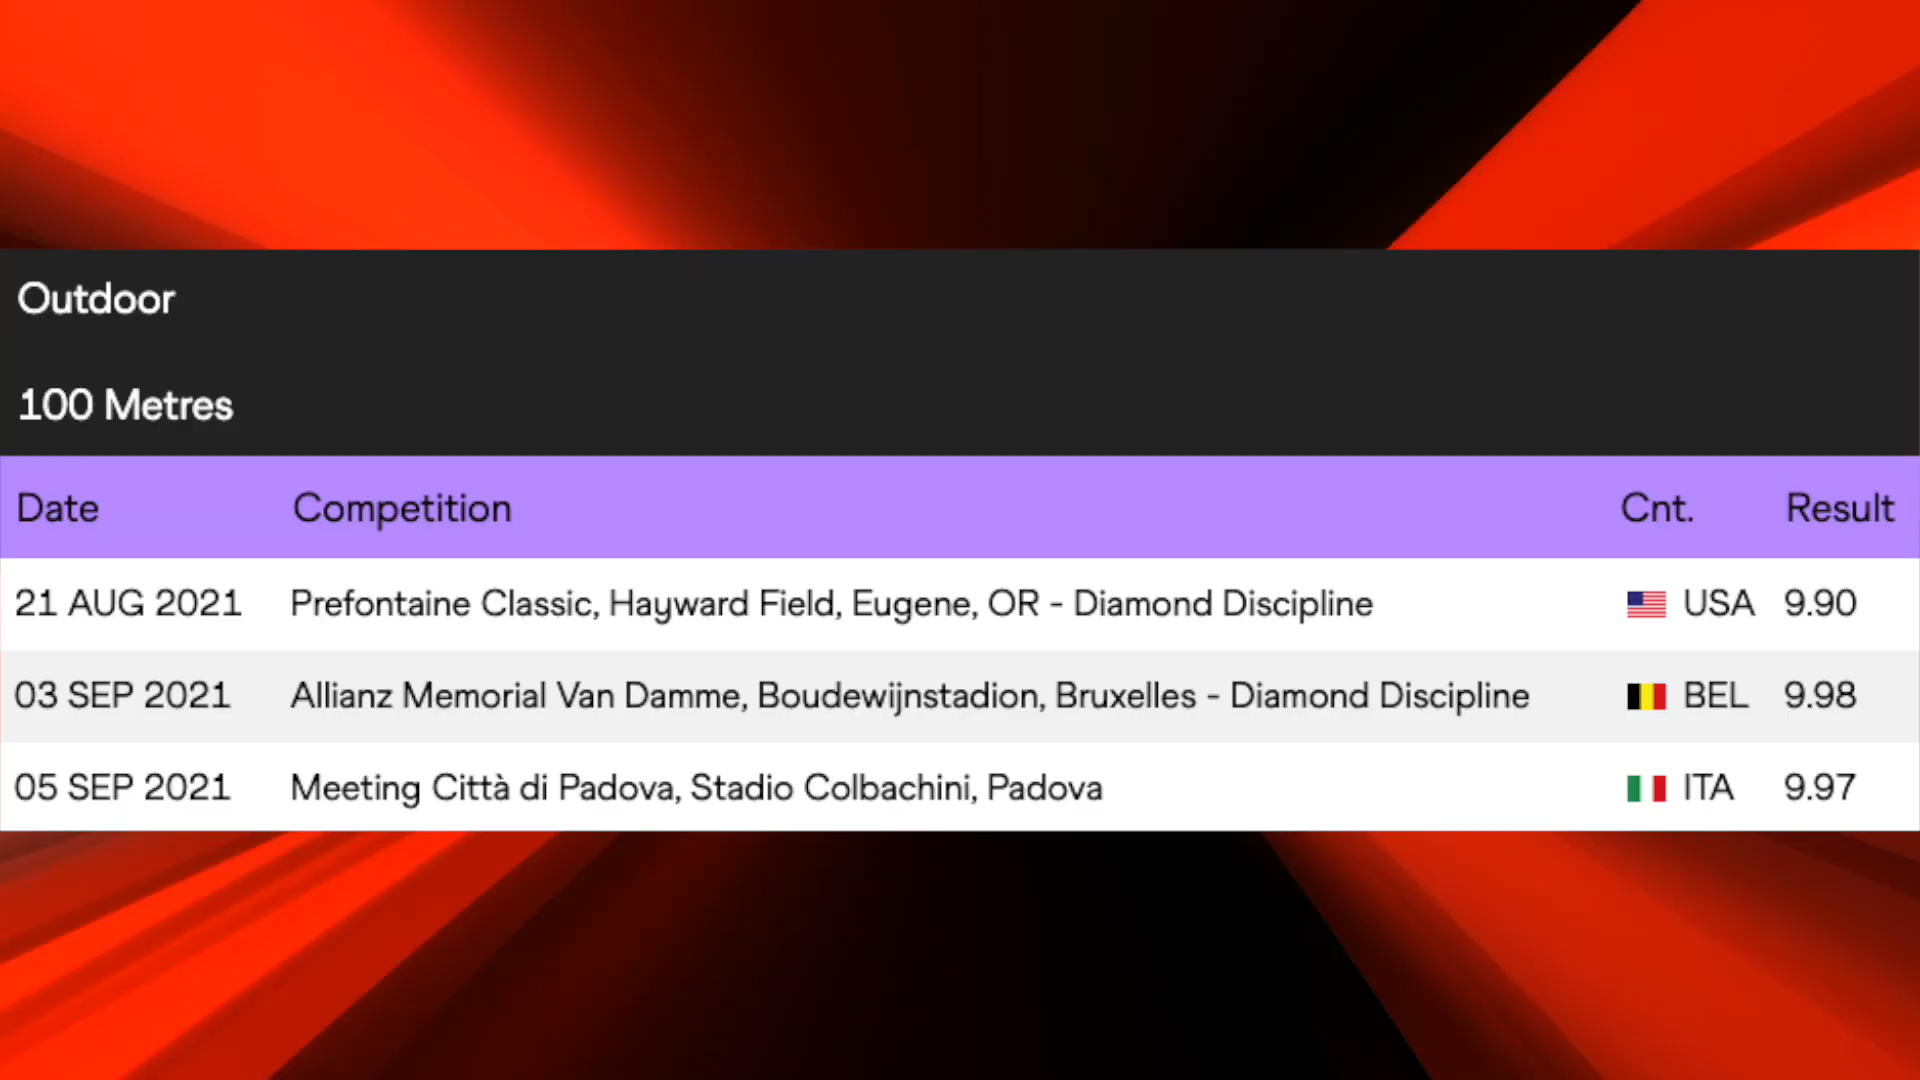 Outdoor
100 Metres
Date Competition Cnt. Result
21 AUG 2021 Prefontaine Classic, Hayward Field, Eugene, OR - Diamond Discipline USA 9.90
03 SEP 2021 Allianz Memorial Van Damme, Boudewijnstadion, Bruxelles - Diamond Discipline BEL 9.98
05 SEP 2021 Meeting Città di Padova, Stadio Colbachini, Padova ITA 9.97